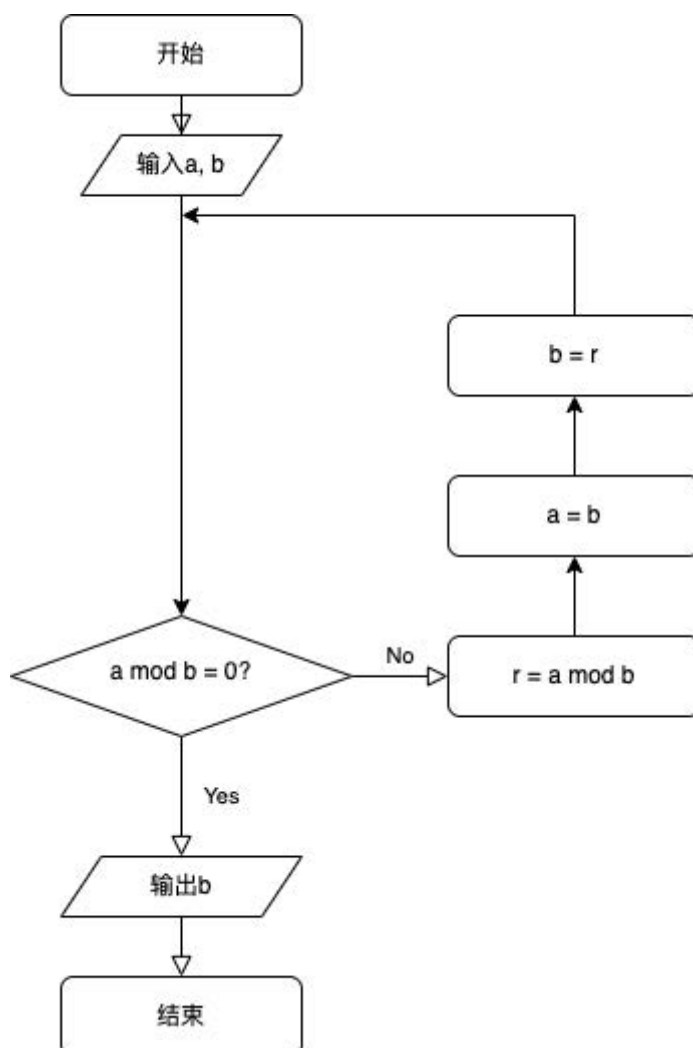 开始
输入a, b
b = r
a = b
a mod b = 0?
No
r = a mod b
Yes
输出b
结束